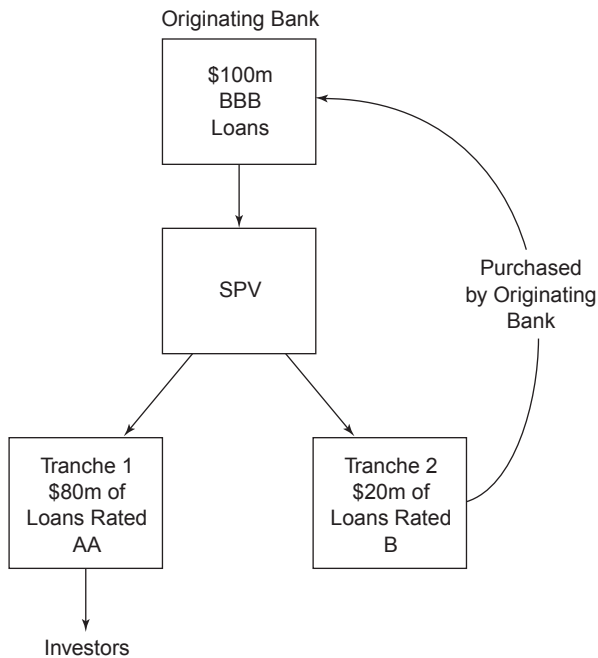 Originating Bank
$100m
BBB
Loans
SPV
Purchased
by Originating
Bank
Tranche 1
$80m of
Loans Rated
AA
Tranche 2
$20m of
Loans Rated
B
Investors